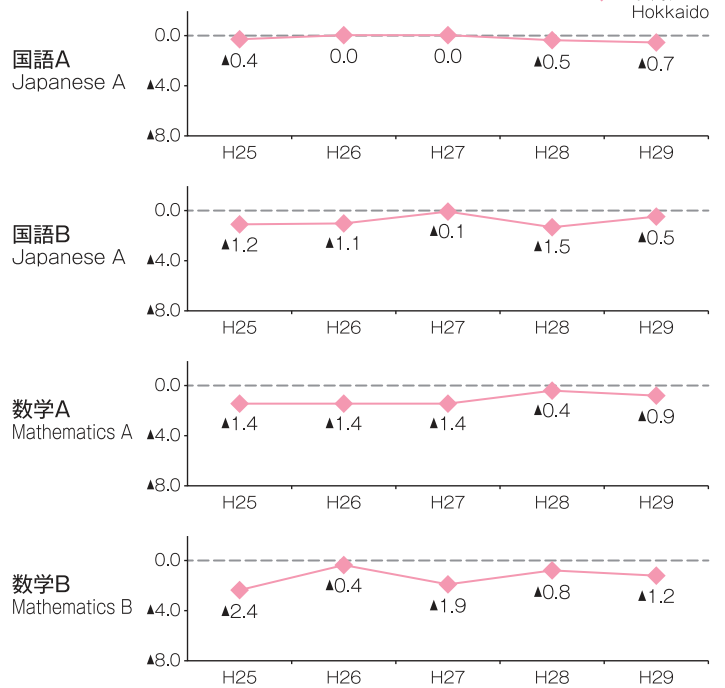 Hokkaido
0.0
国語A
Japanese A
▲4.0
▲8.0
▲0.4
0.0
0.0
▲0.5
▲0.7
H25 H26 H27 H28 H29
0.0
国語B
Japanese A
▲4.0
▲8.0
▲1.2
▲1.1
▲0.1
▲1.5
▲0.5
H25 H26 H27 H28 H29
0.0
数学A
Mathematics A
▲4.0
▲8.0
▲1.4
▲1.4
▲1.4
▲0.4
▲0.9
H25 H26 H27 H28 H29
0.0
数学B
Mathematics B
▲4.0
▲8.0
▲2.4
▲0.4
▲1.9
▲0.8
▲1.2
H25 H26 H27 H28 H29